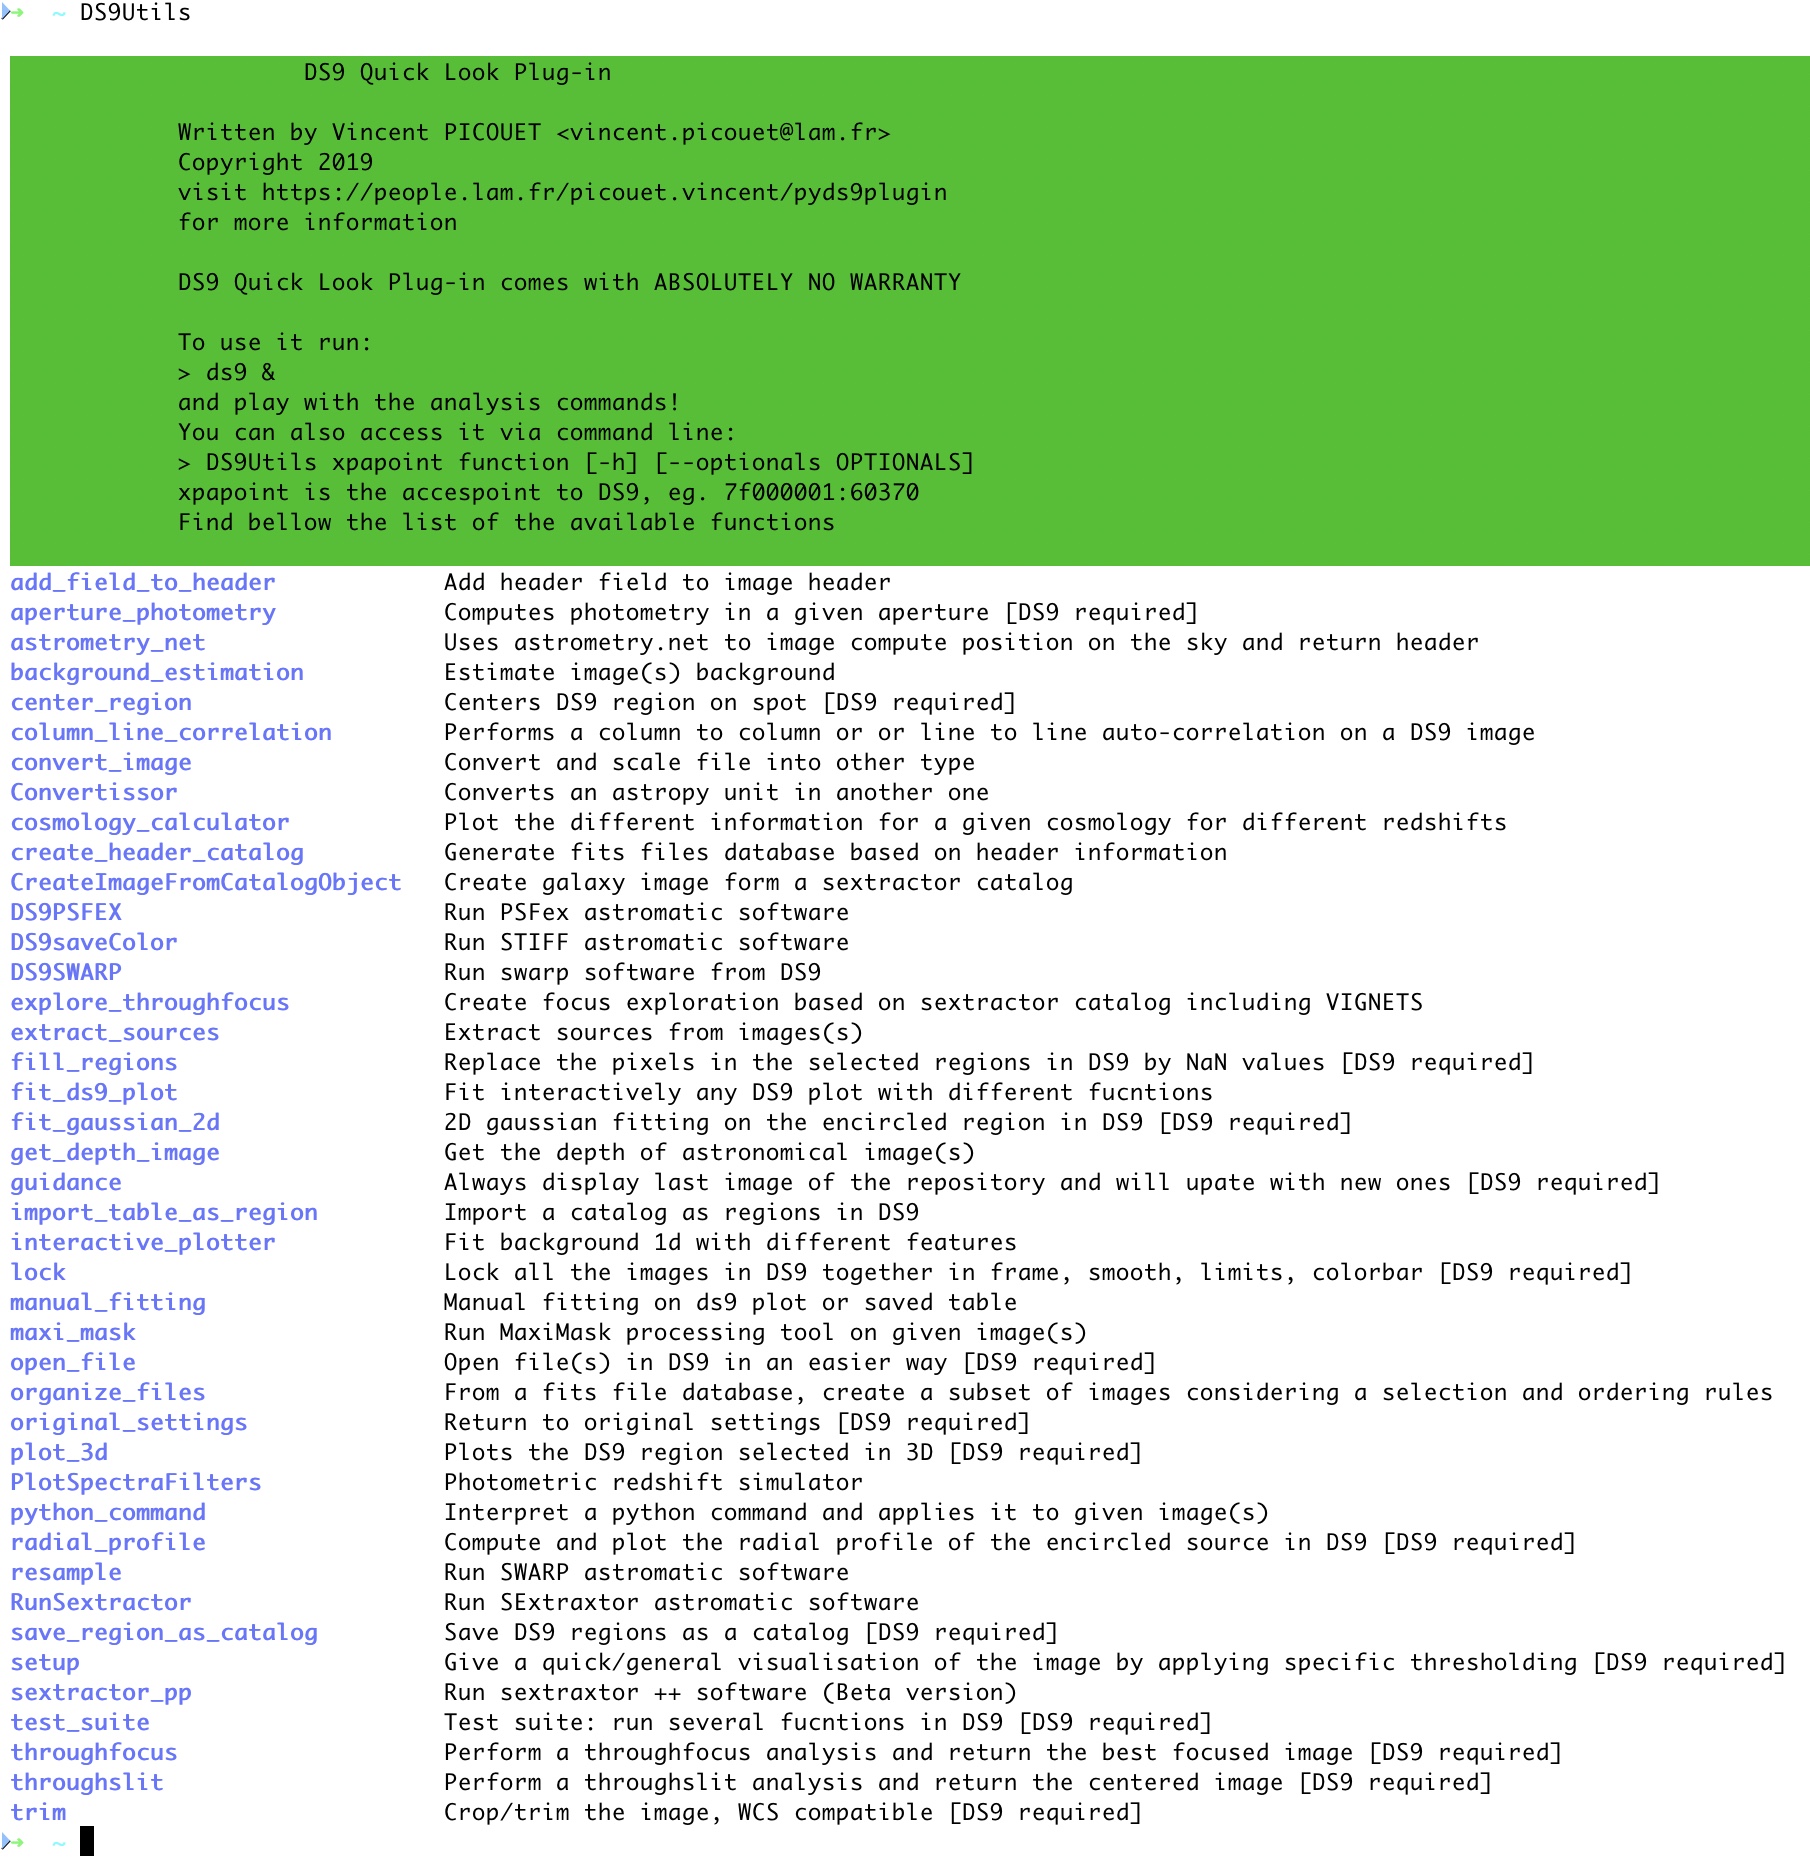 ➜ ~ DS9Utils
DS9 Quick Look Plug-in
Written by Vincent PICOUET <vincent.picouet@lam.fr>
Copyright 2019
visit https://people.lam.fr/picouet.vincent/pyds9plugin
for more information
DS9 Quick Look Plug-in comes with ABSOLUTELY NO WARRANTY
To use it run:
> ds9 &
and play with the analysis commands!
You can also access it via command line:
> DS9Utils xpapoint function [-h] [--optionals OPTIONALS]
xpapoint is the accespoint to DS9, eg. 7f000001:60370
Find bellow the list of the available functions
add_field_to_header Add header field to image header
aperture_photometry Computes photometry in a given aperture [DS9 required]
astrometry_net Uses astrometry.net to image compute position on the sky and return header
background_estimation Estimate image(s) background
center_region Centers DS9 region on spot [DS9 required]
column_line_correlation Performs a column to column or or line to line auto-correlation on a DS9 image
convert_image Convert and scale file into other type
Convertissor Converts an astropy unit in another one
cosmology_calculator Plot the different information for a given cosmology for different redshifts
create_header_catalog Generate fits files database based on header information
CreateImageFromCatalogObject Create galaxy image form a sextractor catalog
DS9PSFEX Run PSFex astromatic software
DS9saveColor Run STIFF astromatic software
DS9SWARP Run swarp software from DS9
explore_throughfocus Create focus exploration based on sextractor catalog including VIGNETS
extract_sources Extract sources from images(s)
fill_regions Replace the pixels in the selected regions in DS9 by NaN values [DS9 required]
fit_ds9_plot Fit interactively any DS9 plot with different fucntions
fit_gaussian_2d 2D gaussian fitting on the encircled region in DS9 [DS9 required]
get_depth_image Get the depth of astronomical image(s)
guidance Always display last image of the repository and will upate with new ones [DS9 required]
import_table_as_region Import a catalog as regions in DS9
interactive_plotter Fit background 1d with different features
lock Lock all the images in DS9 together in frame, smooth, limits, colorbar [DS9 required]
manual_fitting Manual fitting on ds9 plot or saved table
maxi_mask Run MaxiMask processing tool on given image(s)
open_file Open file(s) in DS9 in an easier way [DS9 required]
organize_files From a fits file database, create a subset of images considering a selection and ordering rules
original_settings Return to original settings [DS9 required]
plot_3d Plots the DS9 region selected in 3D [DS9 required]
PlotSpectraFilters Photometric redshift simulator
python_command Interpret a python command and applies it to given image(s)
radial_profile Compute and plot the radial profile of the encircled source in DS9 [DS9 required]
resample Run SWARP astromatic software
RunSextractor Run SExtraxtor astromatic software
save_region_as_catalog Save DS9 regions as a catalog [DS9 required]
setup Give a quick/general visualisation of the image by applying specific thresholding [DS9 required]
sextractor_pp Run sextraxtor ++ software (Beta version)
test_suite Test suite: run several fucntions in DS9 [DS9 required]
throughfocus Perform a throughfocus analysis and return the best focused image [DS9 required]
throughslit Perform a throughslit analysis and return the centered image [DS9 required]
trim Crop/trim the image, WCS compatible [DS9 required]
➜ ~